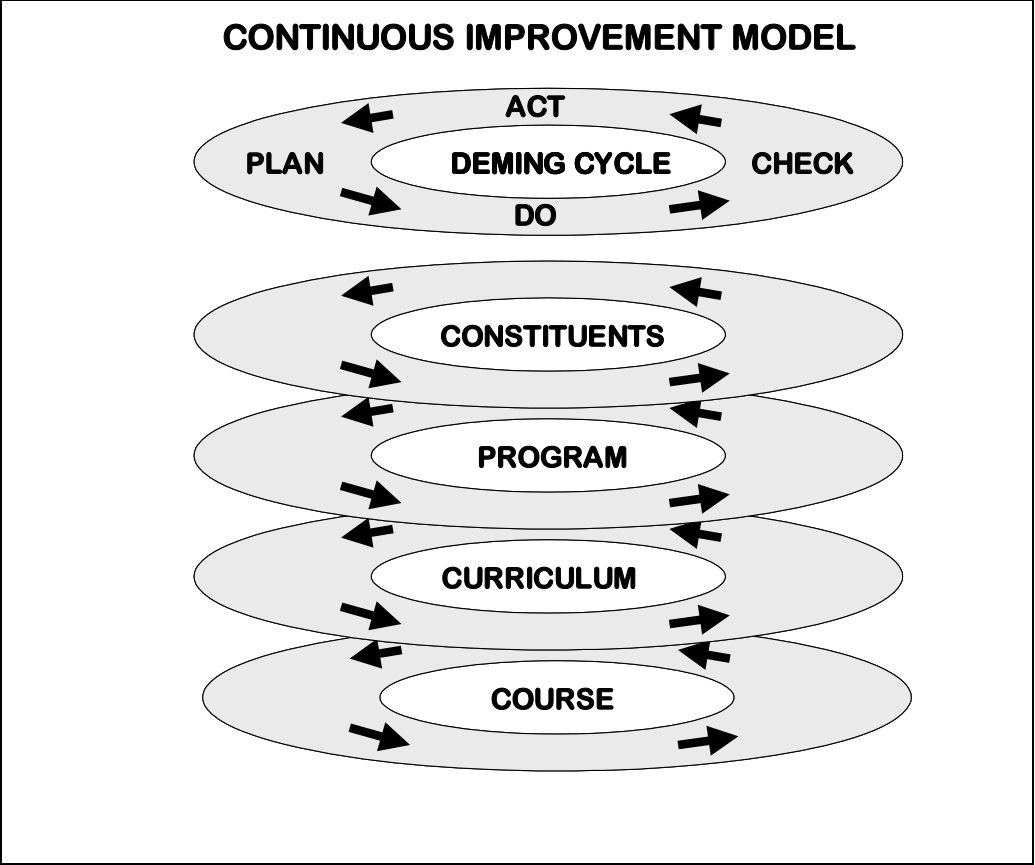 CONTINUOUS IMPROVEMENT MODEL
ACT
PLAN
DEMING CYCLE
CHECK
DO
CONSTITUENTS
PROGRAM
CURRICULUM
COURSE